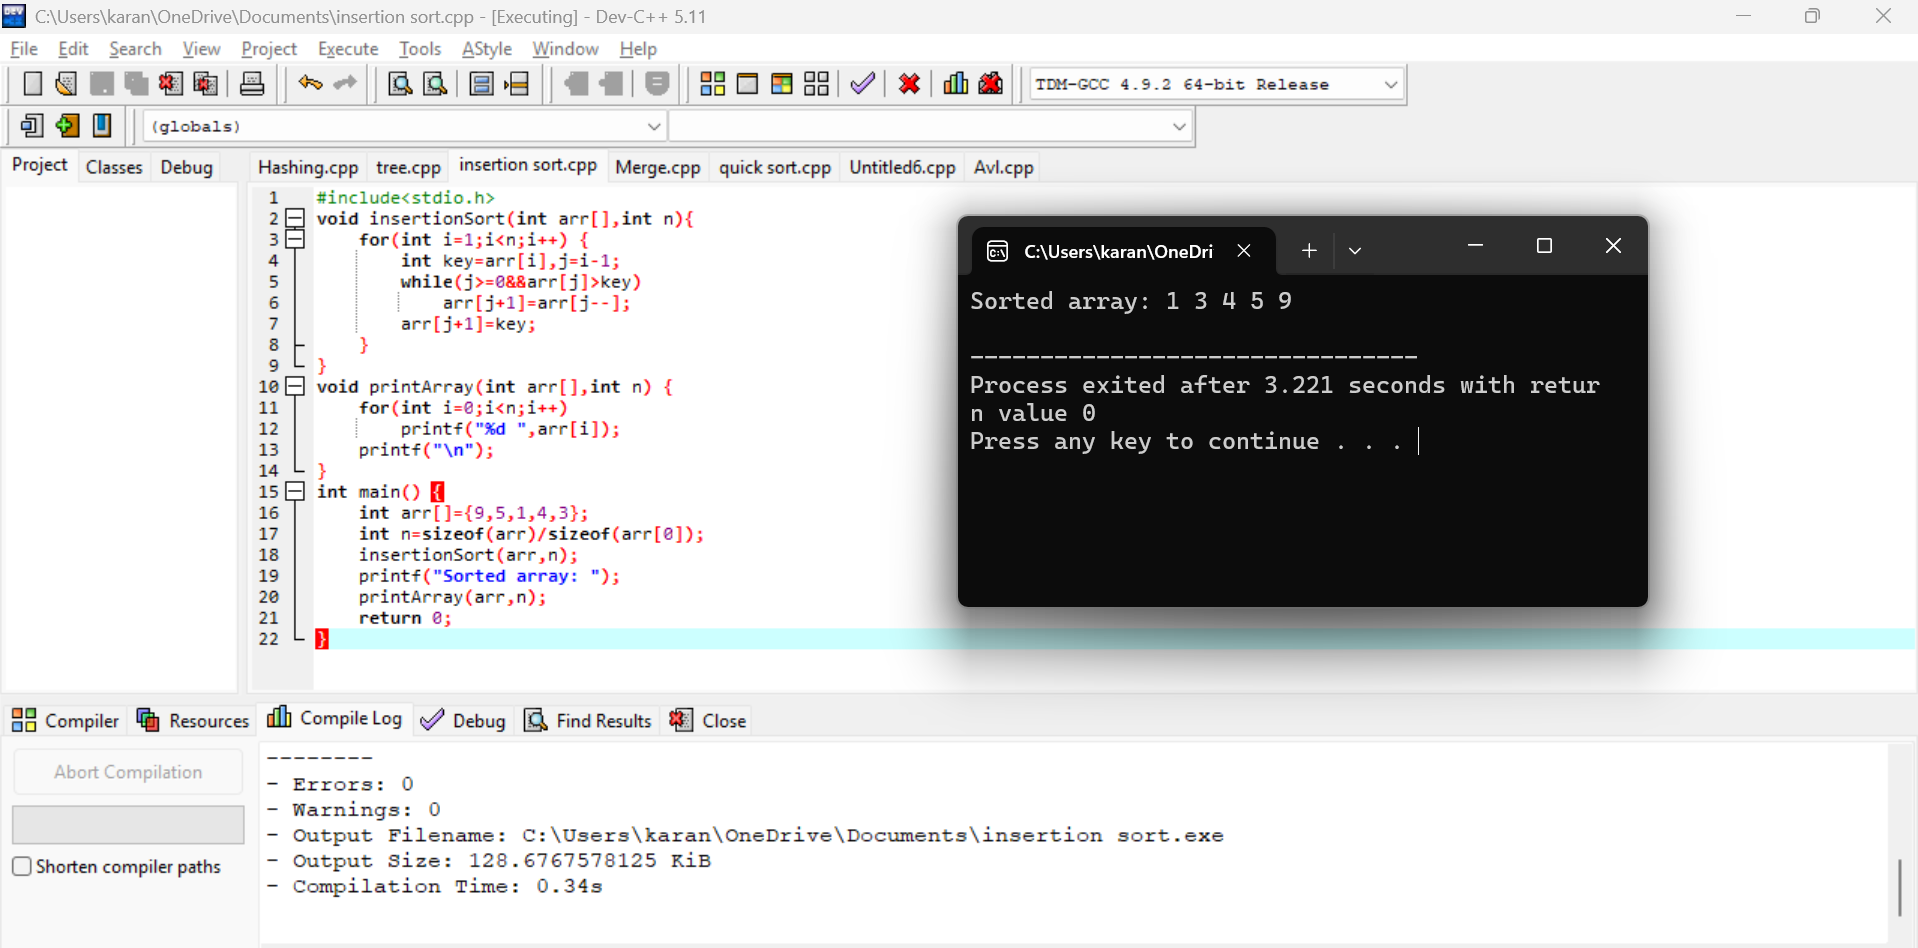 C:\Users\karan\OneDrive\Documents\insertion sort.cpp - [Executing] - Dev-C++ 5.11
File Edit Search View Project Execute Tools AStyle Window Help
TDM-GCC 4.9.2 64-bit Release
(globals)
Project Classes Debug
Hashing.cpp tree.cpp insertion sort.cpp Merge.cpp quick sort.cpp Untitled6.cpp Avl.cpp
1 #include<stdio.h>
2 void insertionSort(int arr[],int n){
3     for(int i=1;i<n;i++) {
4         int key=arr[i],j=i-1;
5         while(j>=0&&arr[j]>key)
6             arr[j+1]=arr[j--];
7         arr[j+1]=key;
8     }
9 }
10 void printArray(int arr[],int n) {
11     for(int i=0;i<n;i++)
12         printf("%d ",arr[i]);
13     printf("\n");
14 }
15 int main() {
16     int arr[]={9,5,1,4,3};
17     int n=sizeof(arr)/sizeof(arr[0]);
18     insertionSort(arr,n);
19     printf("Sorted array: ");
20     printArray(arr,n);
21     return 0;
22 }
C:\Users\karan\OneDri
Sorted array: 1 3 4 5 9
--------------------------------
Process exited after 3.221 seconds with retur
n value 0
Press any key to continue . . .
Compiler Resources Compile Log Debug Find Results Close
Abort Compilation
Shorten compiler paths
--------
- Errors: 0
- Warnings: 0
- Output Filename: C:\Users\karan\OneDrive\Documents\insertion sort.exe
- Output Size: 128.6767578125 KiB
- Compilation Time: 0.34s